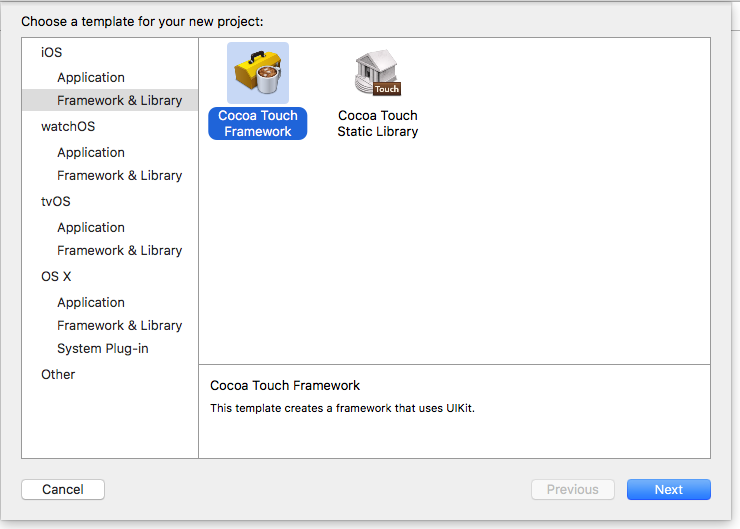 Choose a template for your new project:
iOS
Application
Framework & Library
watchOS
Application
Framework & Library
tvOS
Application
Framework & Library
OS X
Application
Framework & Library
System Plug-in
Other
Cocoa Touch
Framework
Touch
Cocoa Touch
Static Library
Cocoa Touch Framework
This template creates a framework that uses UIKit.
Cancel
Previous
Next